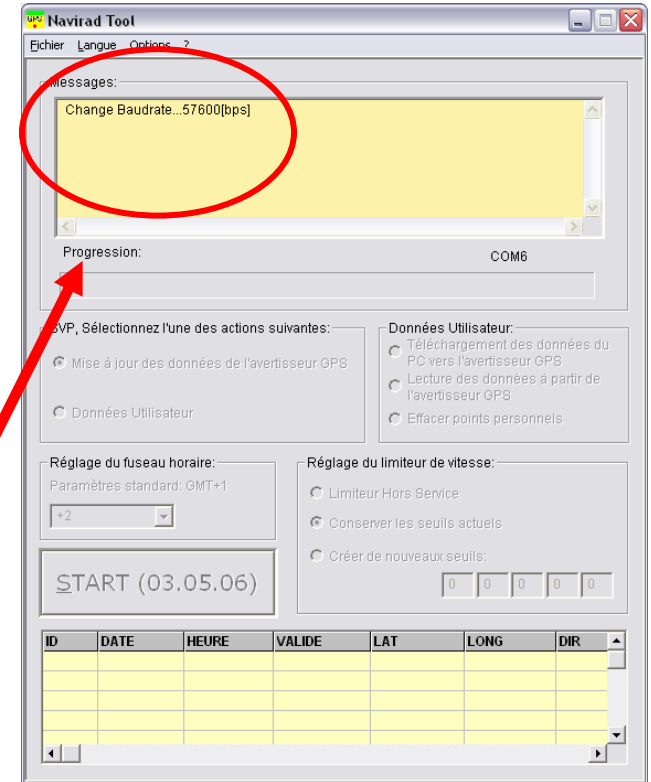 Navirad Tool
Fichier Langue Options ?
Messages:
Change Baudrate...57600[bps]
Progression:
COM6
SVP, Sélectionnez l'une des actions suivantes:
Mise à jour des données de l'avertisseur GPS
Données Utilisateur
Données Utilisateur:
Téléchargement des données du
PC vers l'avertisseur GPS
Lecture des données à partir de
l'avertisseur GPS
Effacer points personnels
Réglage du fuseau horaire:
Paramètres standard: GMT+1
+2
START (03.05.06)
Réglage du limiteur de vitesse:
Limiteur Hors Service
Conserver les seuils actuels
Créer de nouveaux seuils:
0 0 0 0 0
ID DATE HEURE VALIDE LAT LONG DIR